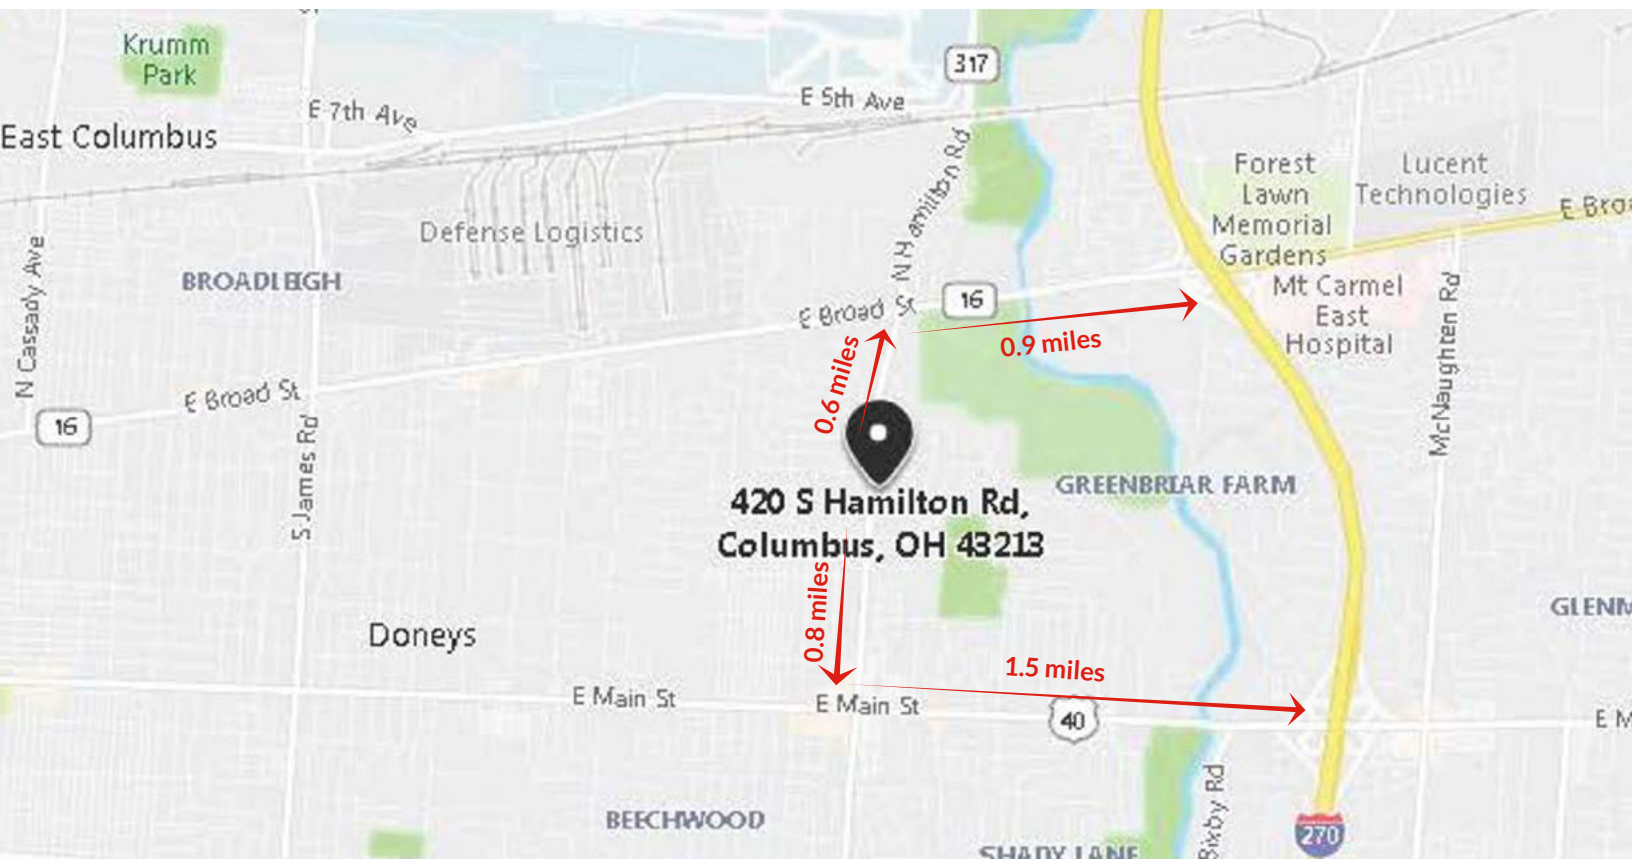 Krumm
Park
317
E 7th Ave
E 5th Ave
East Columbus
N Hamilton Rd
Forest
Lawn
Memorial
Gardens
Lucent
Technologies
E Bro
Defense Logistics
N Cassady Ave
BROADLEIGH
E Broad St
16
Mt Carmel
East
Hospital
McNaughten Rd
0.9 miles
0.6 miles
E Broad St
16
S James Rd
GREENBRIAR FARM
420 S Hamilton Rd,
Columbus, OH 43213
0.8 miles
Doneys
1.5 miles
E Main St
E Main St
40
E M
BEECHWOOD
Bixby Rd
270
SHADY LANE